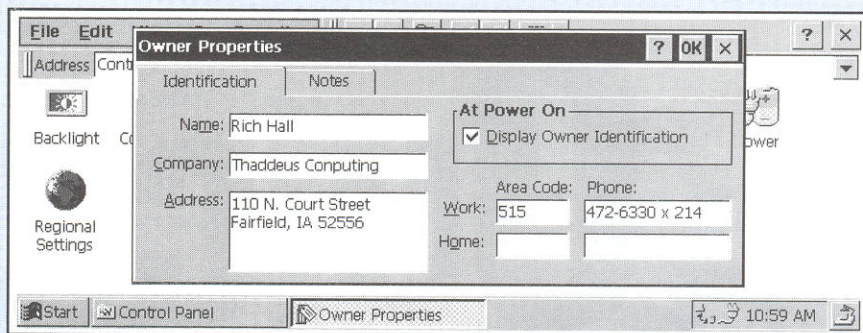 File Edit
? ×
Owner Properties
? OK ×
Address Cont
Identification Notes
Backlight
Name: Rich Hall
Company: Thaddeus Conputing
Address: 110 N. Court Street
Fairfield, IA 52556
At Power On
Display Owner Identification
Area Code: Phone:
Work: 515 472-6330 x 214
Home:
ower
Regional
Settings
Start Control Panel Owner Properties 10:59 AM